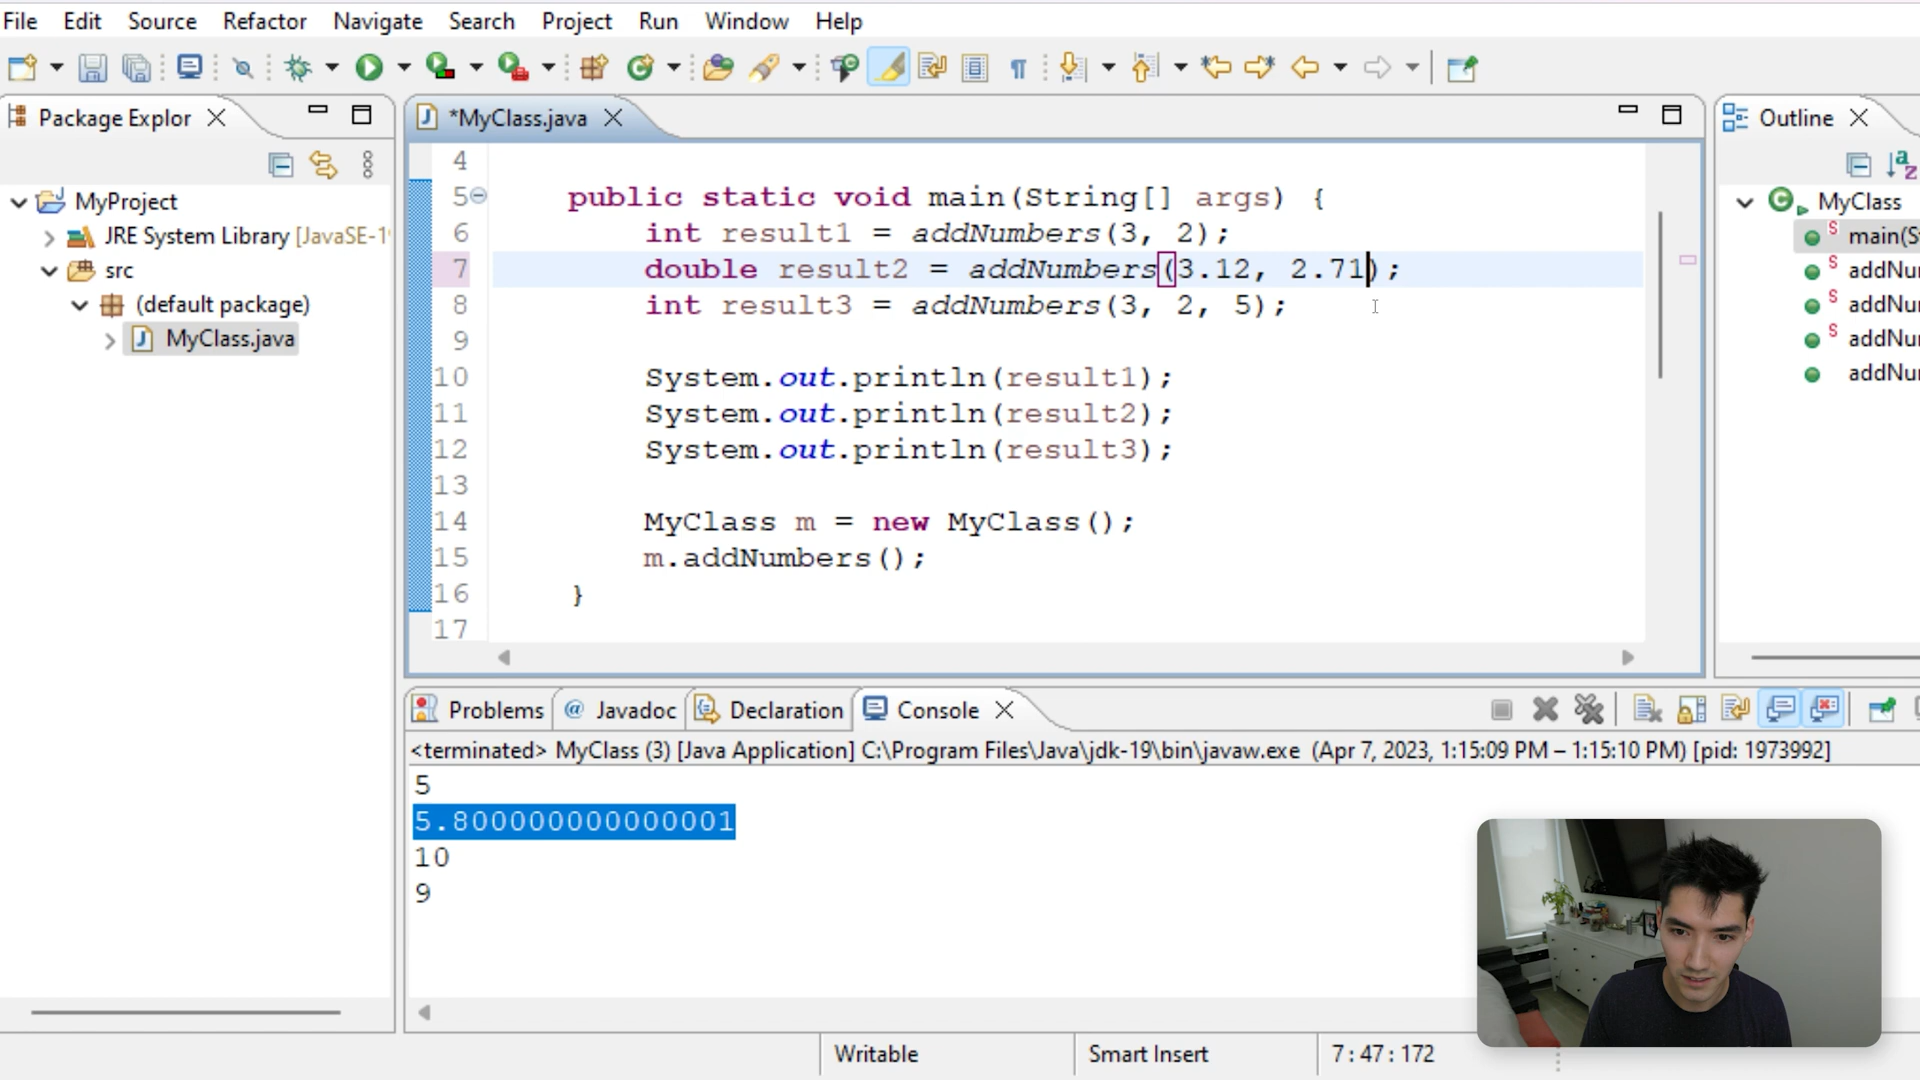 File Edit Source Refactor Navigate Search Project Run Window Help
Package Explor
*MyClass.java
Outline
MyProject
JRE System Library [JavaSE-1
src
(default package)
MyClass.java
4
5 public static void main(String[] args) {
6 int result1 = addNumbers(3, 2);
7 double result2 = addNumbers(3.12, 2.71);
8 int result3 = addNumbers(3, 2, 5);
9
10 System.out.println(result1);
11 System.out.println(result2);
12 System.out.println(result3);
13
14 MyClass m = new MyClass();
15 m.addNumbers();
16 }
17
MyClass
S main(S
S addNu
S addNu
S addNu
addNu
Problems @ Javadoc Declaration Console
<terminated> MyClass (3) [Java Application] C:\Program Files\Java\jdk-19\bin\javaw.exe (Apr 7, 2023, 1:15:09 PM – 1:15:10 PM) [pid: 1973992]
5
5.800000000000001
10
9
Writable Smart Insert 7 : 47 : 172